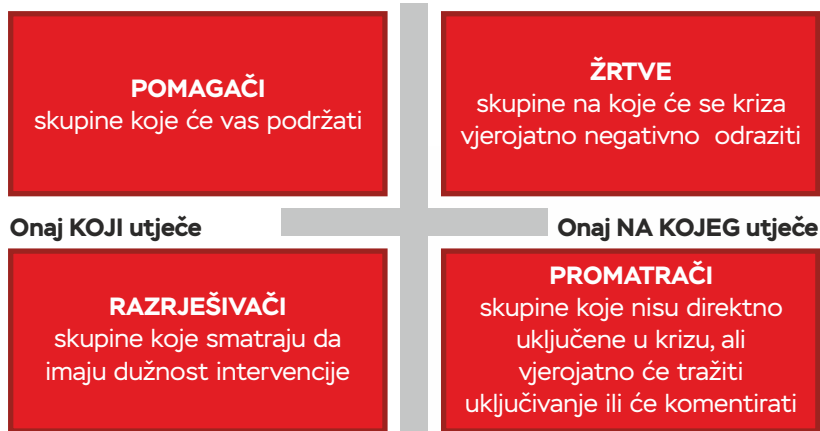 POMAGAČI
skupine koje će vas podržati
ŽRTVE
skupine na koje će se kriza
vjerojatno negativno odraziti
Onaj KOJI utječe
Onaj NA KOJEG utječe
RAZRJEŠIVAČI
skupine koje smatraju da
imaju dužnost intervencije
PROMATRAČI
skupine koje nisu direktno
uključene u krizu, ali
vjerojatno će tražiti
uključivanje ili će komentirati